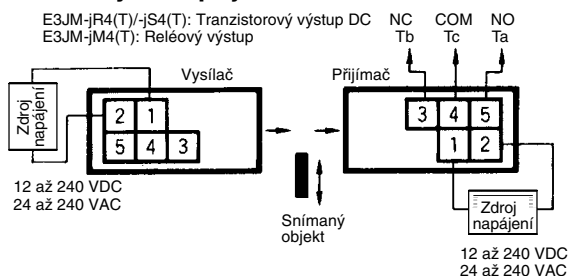 E3JM-jR4(T)/-jS4(T): Tranzistorový výstup DC
E3JM-jM4(T): Reléový výstup
NC COM NO
Tb Tc Ta
Vysílač
Přijímač
Zdroj
napájení
2 1
5 4 3
3 4 5
1 2
12 až 240 VDC
24 až 240 VAC
Snímaný
objekt
Zdroj
napájení
12 až 240 VDC
24 až 240 VAC